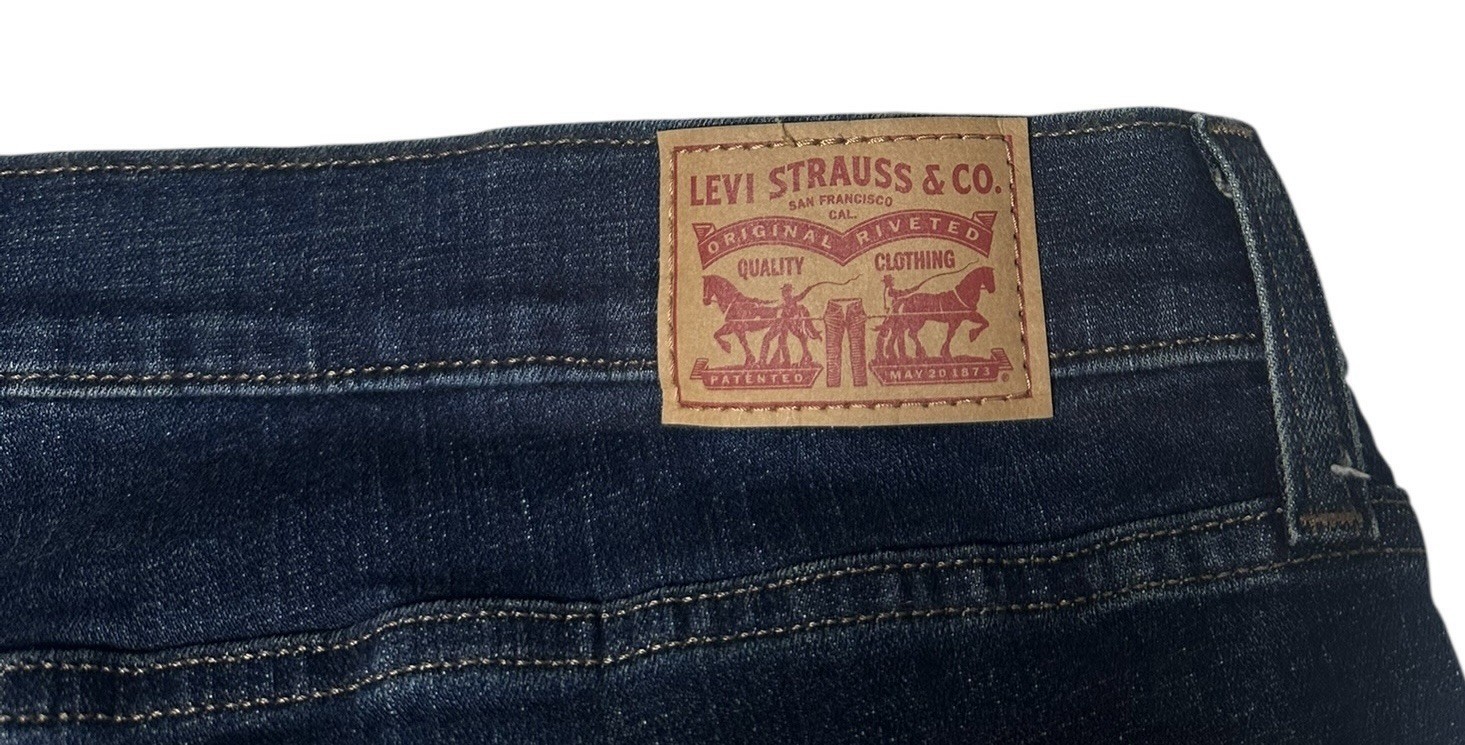 LEVI STRAUSS & CO.
SAN FRANCISCO
CAL.
ORIGINAL RIVETED
QUALITY CLOTHING
PATENTED MAY 20 1873 ®